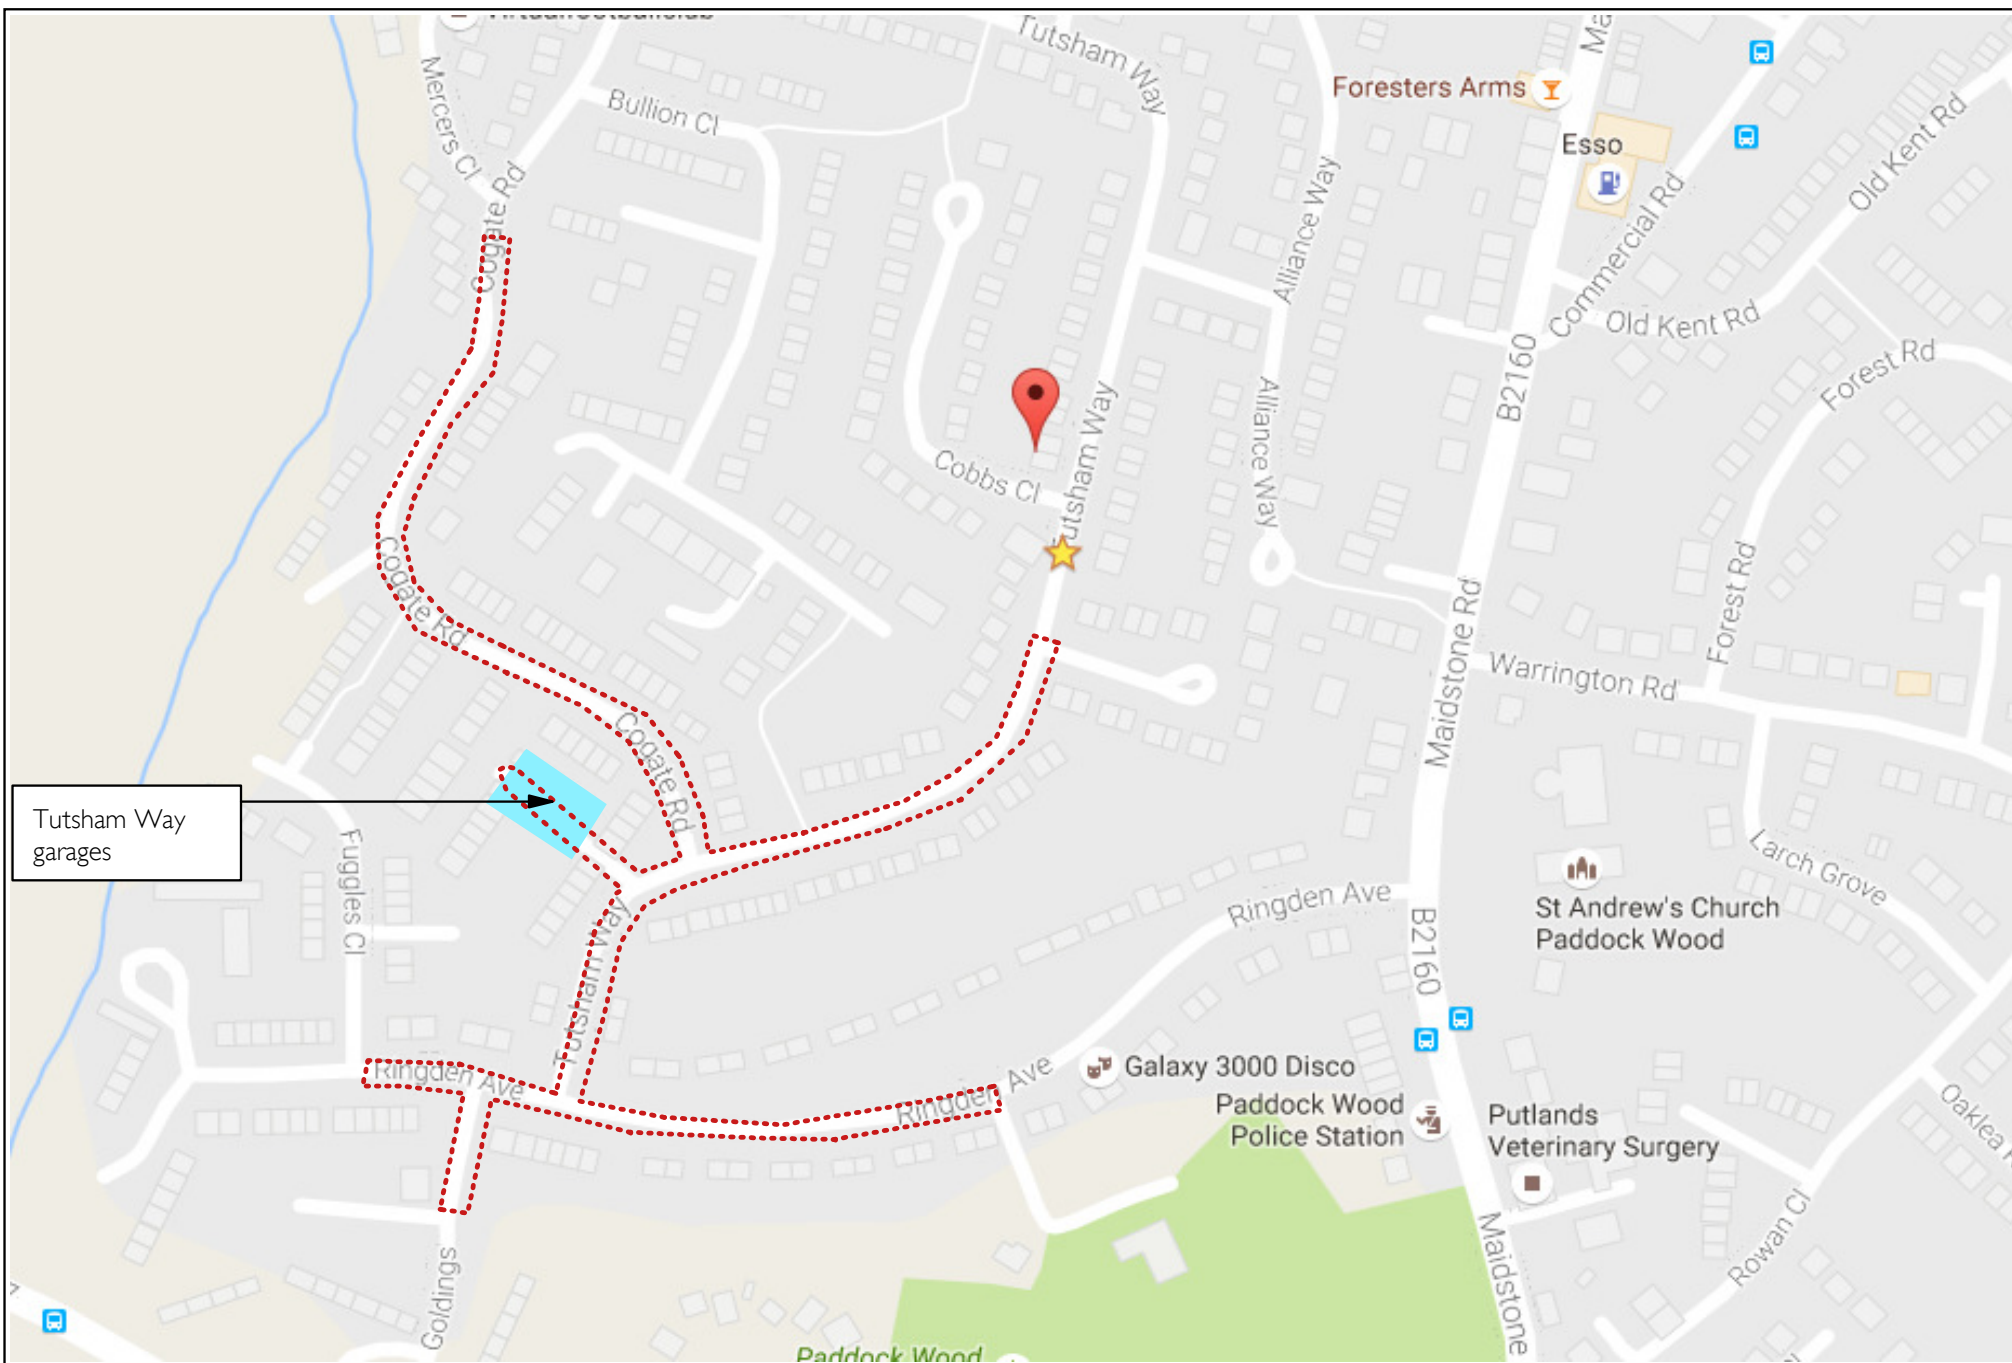 Tutsham Way
Foresters Arms
Esso
Mercers Cl
Bullion Cl
Cogate Rd
Cogate Rd
Alliance Way
Commercial Rd
Old Kent Rd
Old Kent Rd
B2160
Forest Rd
Tutsham Way
Alliance Way
Cobbs Cl
Cogate Rd
Forest Rd
Maidstone Rd
Warrington Rd
Cogate Rd
Tutsham Way
garages
Fuggles Cl
Larch Grove
Ringden Ave
St Andrew's Church
Paddock Wood
B2160
Tutsham Way
Ringden Ave
Ringden Ave
Galaxy 3000 Disco
Paddock Wood
Police Station
Putlands
Veterinary Surgery
Rowan Cl
Maidstone
Goldings
Paddock Wood